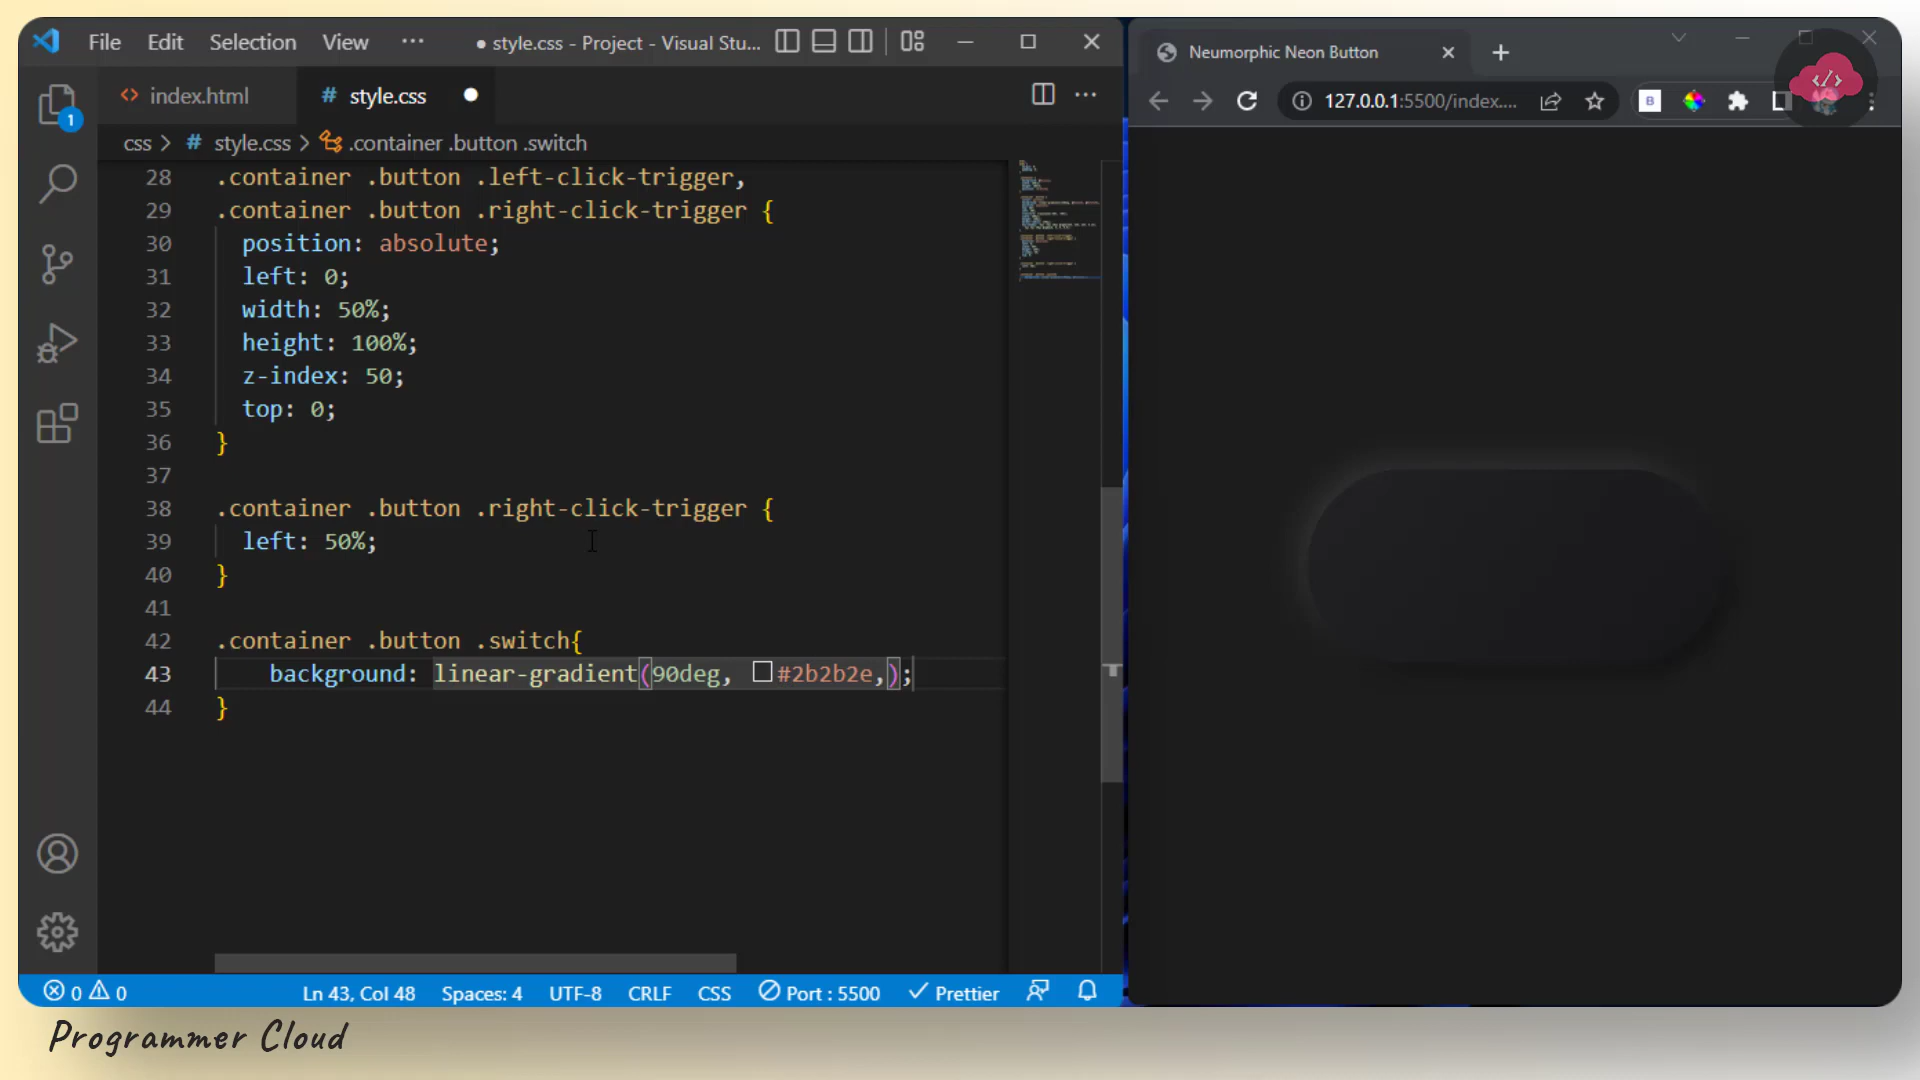 File Edit Selection View ··· ● style.css - Project - Visual Stu...
index.html # style.css ●
css > # style.css > .container .button .switch
28 .container .button .left-click-trigger,
29 .container .button .right-click-trigger {
30 position: absolute;
31 left: 0;
32 width: 50%;
33 height: 100%;
34 z-index: 50;
35 top: 0;
36 }
37
38 .container .button .right-click-trigger {
39 left: 50%;
40 }
41
42 .container .button .switch{
43 background: linear-gradient(90deg, #2b2b2e,);
44 }
0 0 Ln 43, Col 48 Spaces: 4 UTF-8 CRLF CSS Port : 5500 Prettier
1
Neumorphic Neon Button
127.0.0.1:5500/index....
B
Programmer Cloud